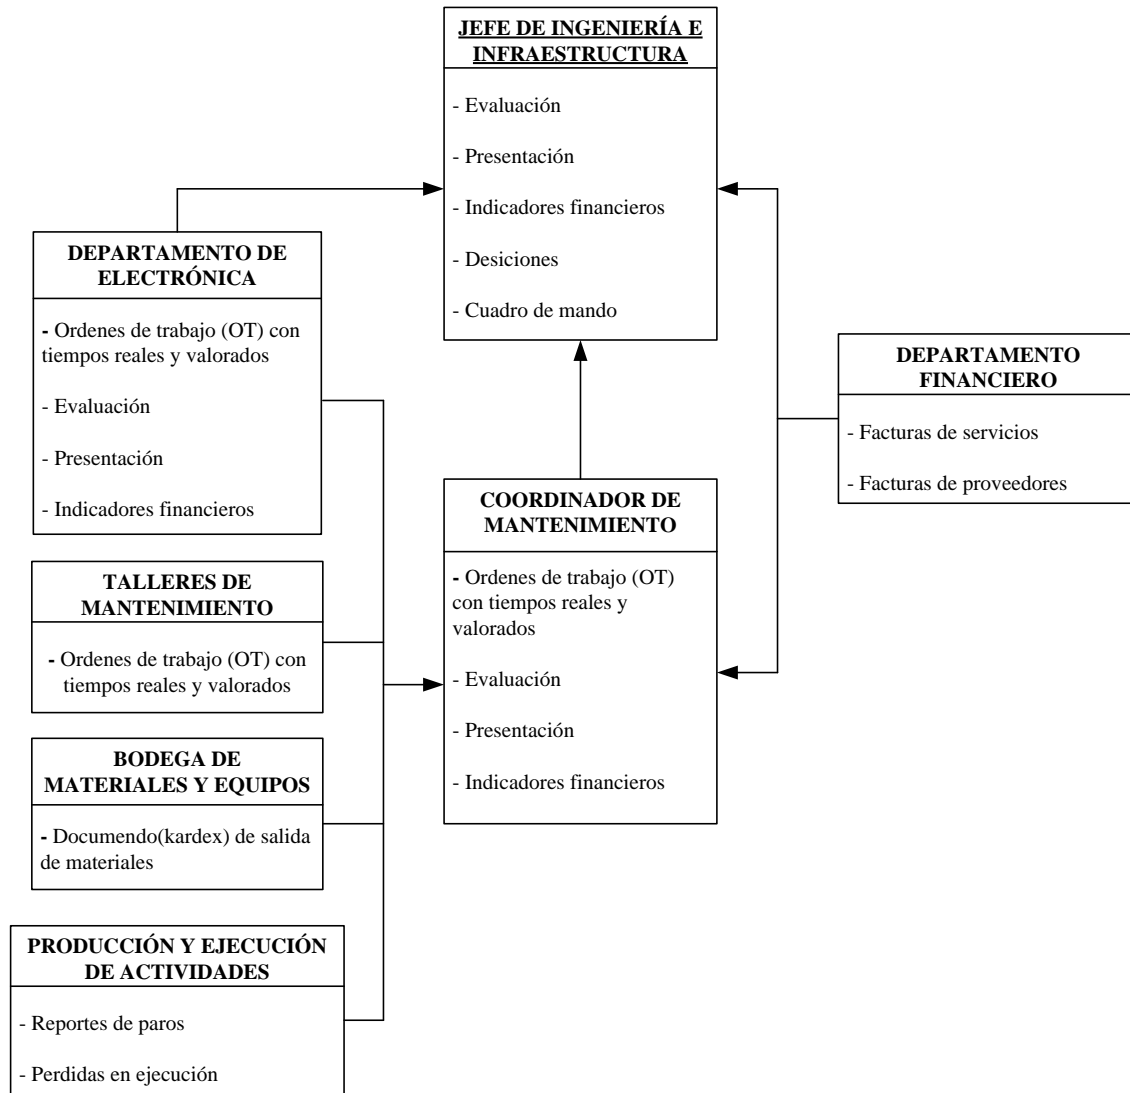 JEFE DE INGENIERÍA E
INFRAESTRUCTURA
- Evaluación
- Presentación
- Indicadores financieros
- Desiciones
- Cuadro de mando
DEPARTAMENTO DE
ELECTRÓNICA
- Ordenes de trabajo (OT) con
tiempos reales y valorados
- Evaluación
- Presentación
- Indicadores financieros
DEPARTAMENTO
FINANCIERO
- Facturas de servicios
- Facturas de proveedores
COORDINADOR DE
MANTENIMIENTO
- Ordenes de trabajo (OT)
con tiempos reales y
valorados
- Evaluación
- Presentación
- Indicadores financieros
TALLERES DE
MANTENIMIENTO
- Ordenes de trabajo (OT) con
tiempos reales y valorados
BODEGA DE
MATERIALES Y EQUIPOS
- Documendo(kardex) de salida
de materiales
PRODUCCIÓN Y EJECUCIÓN
DE ACTIVIDADES
- Reportes de paros
- Perdidas en ejecución